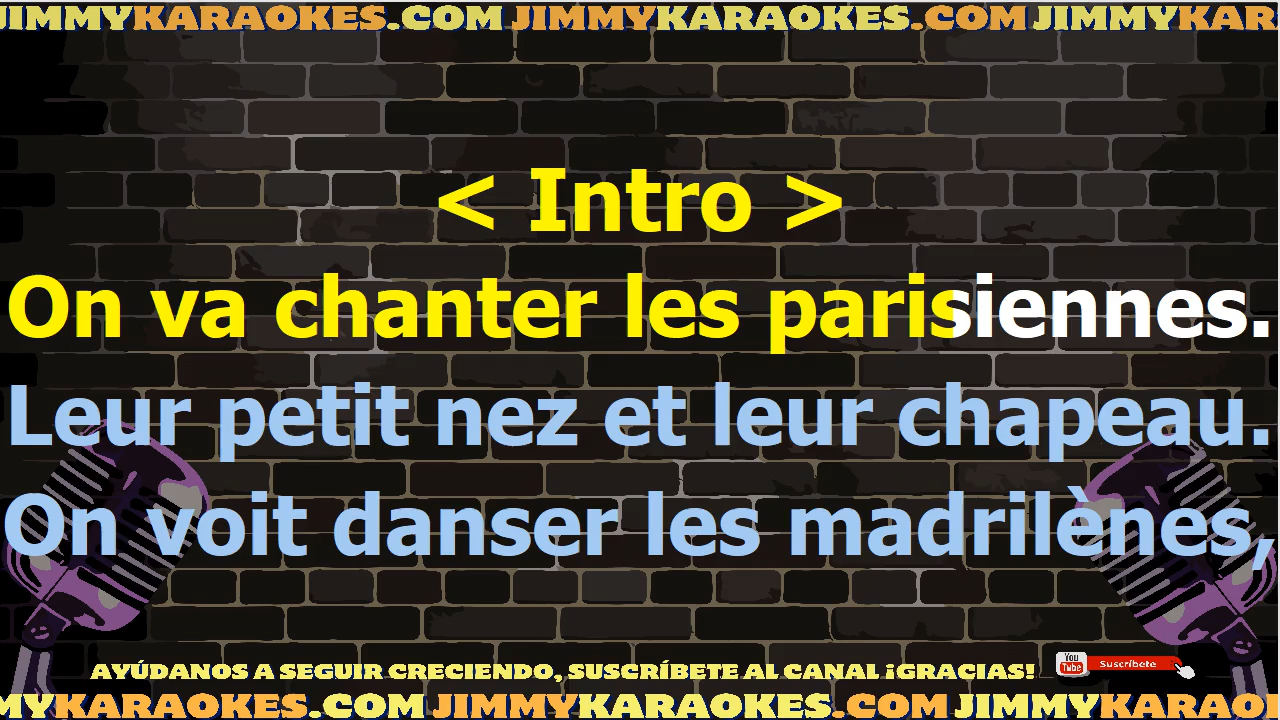 JIMMYKARAOKES.COM JIMMYKARAOKES.COM JIMMYKAR
< Intro >
On va chanter les parisiennes.
Leur petit nez et leur chapeau.
On voit danser les madrilènes,
AYÚDANOS A SEGUIR CRECIENDO, SUSCRÍBETE AL CANAL ¡GRACIAS!
You Tube Suscríbete
MYKARAOKES.COM JIMMYKARAOKES.COM JIMMYKARAOI